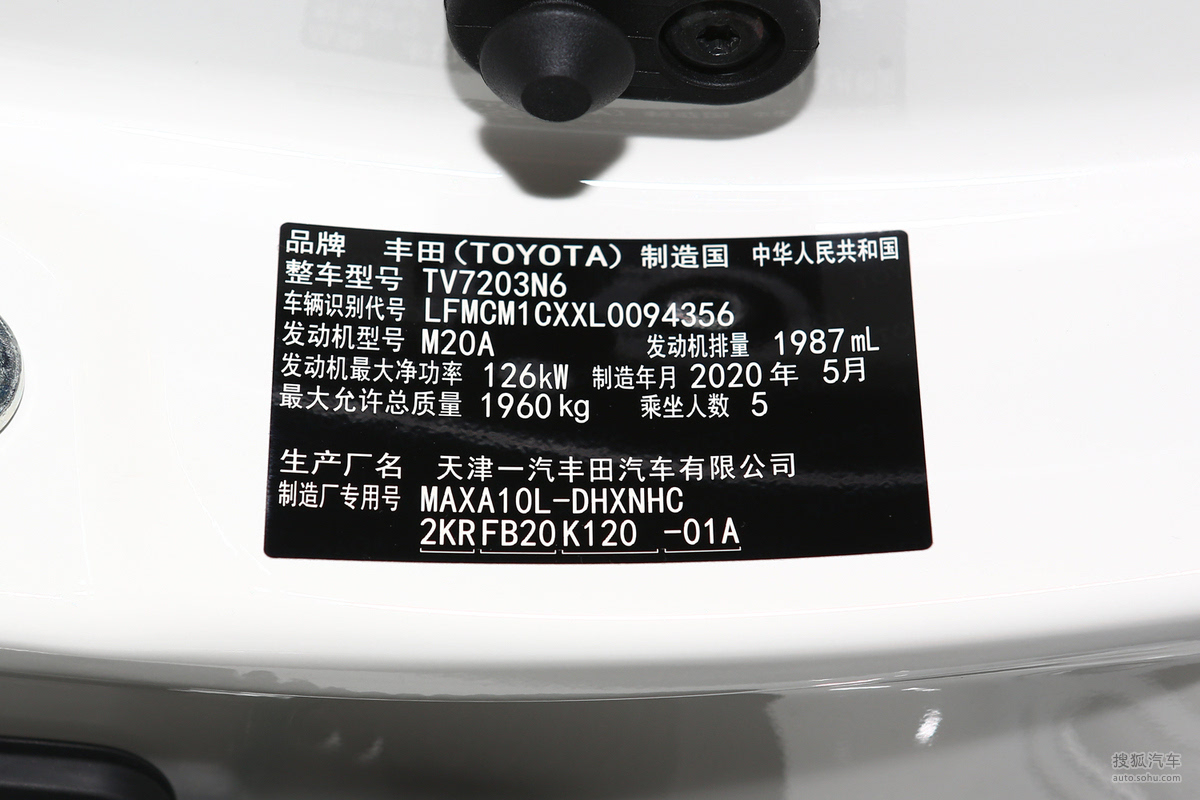 品牌 丰田(TOYOTA) 制造国 中华人民共和国
整车型号 TV7203N6
车辆识别代号 LFMCM1CXXL0094356
发动机型号 M20A 发动机排量 1987mL
发动机最大净功率 126kW 制造年月 2020年 5月
最大允许总质量 1960kg 乘坐人数 5
生产厂名 天津一汽丰田汽车有限公司
制造厂专用号 MAXA10L-DHXNHC
2KRFB20K120 -01A
搜狐汽车
auto.sohu.com